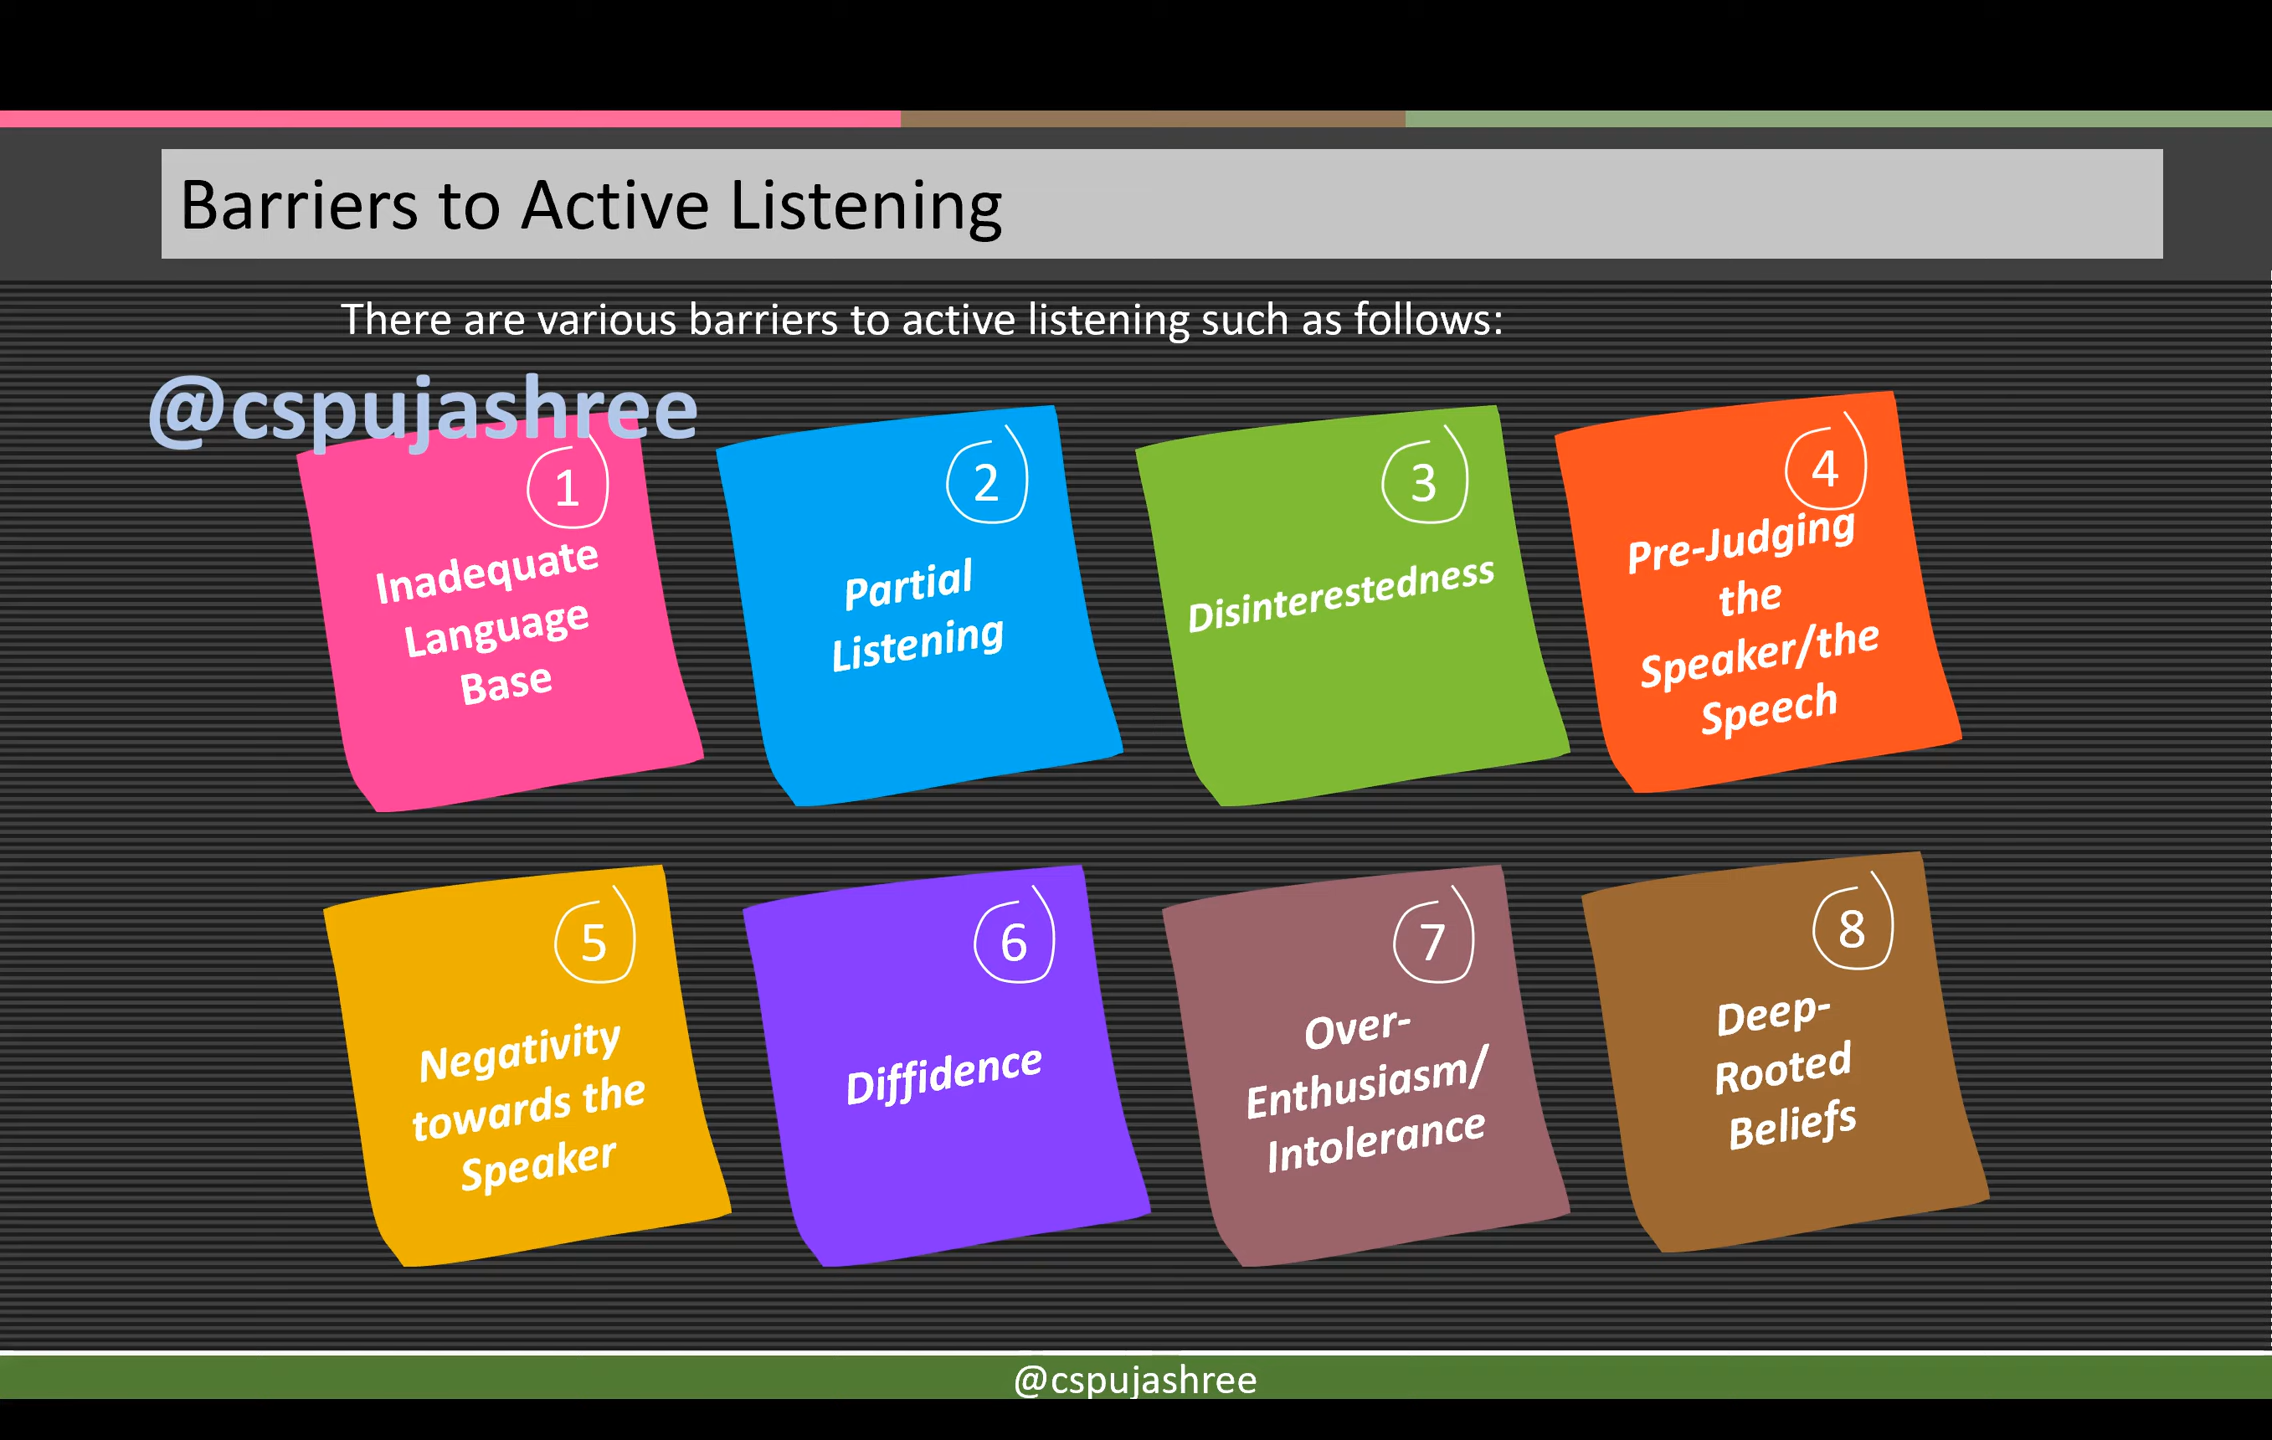 Barriers to Active Listening
There are various barriers to active listening such as follows:
@cspujashree
1
Inadequate
Language
Base
2
Partial
Listening
3
Disinterestedness
4
Pre-Judging
the
Speaker/the
Speech
5
Negativity
towards the
Speaker
6
Diffidence
7
Over-
Enthusiasm/
Intolerance
8
Deep-
Rooted
Beliefs
@cspujashree